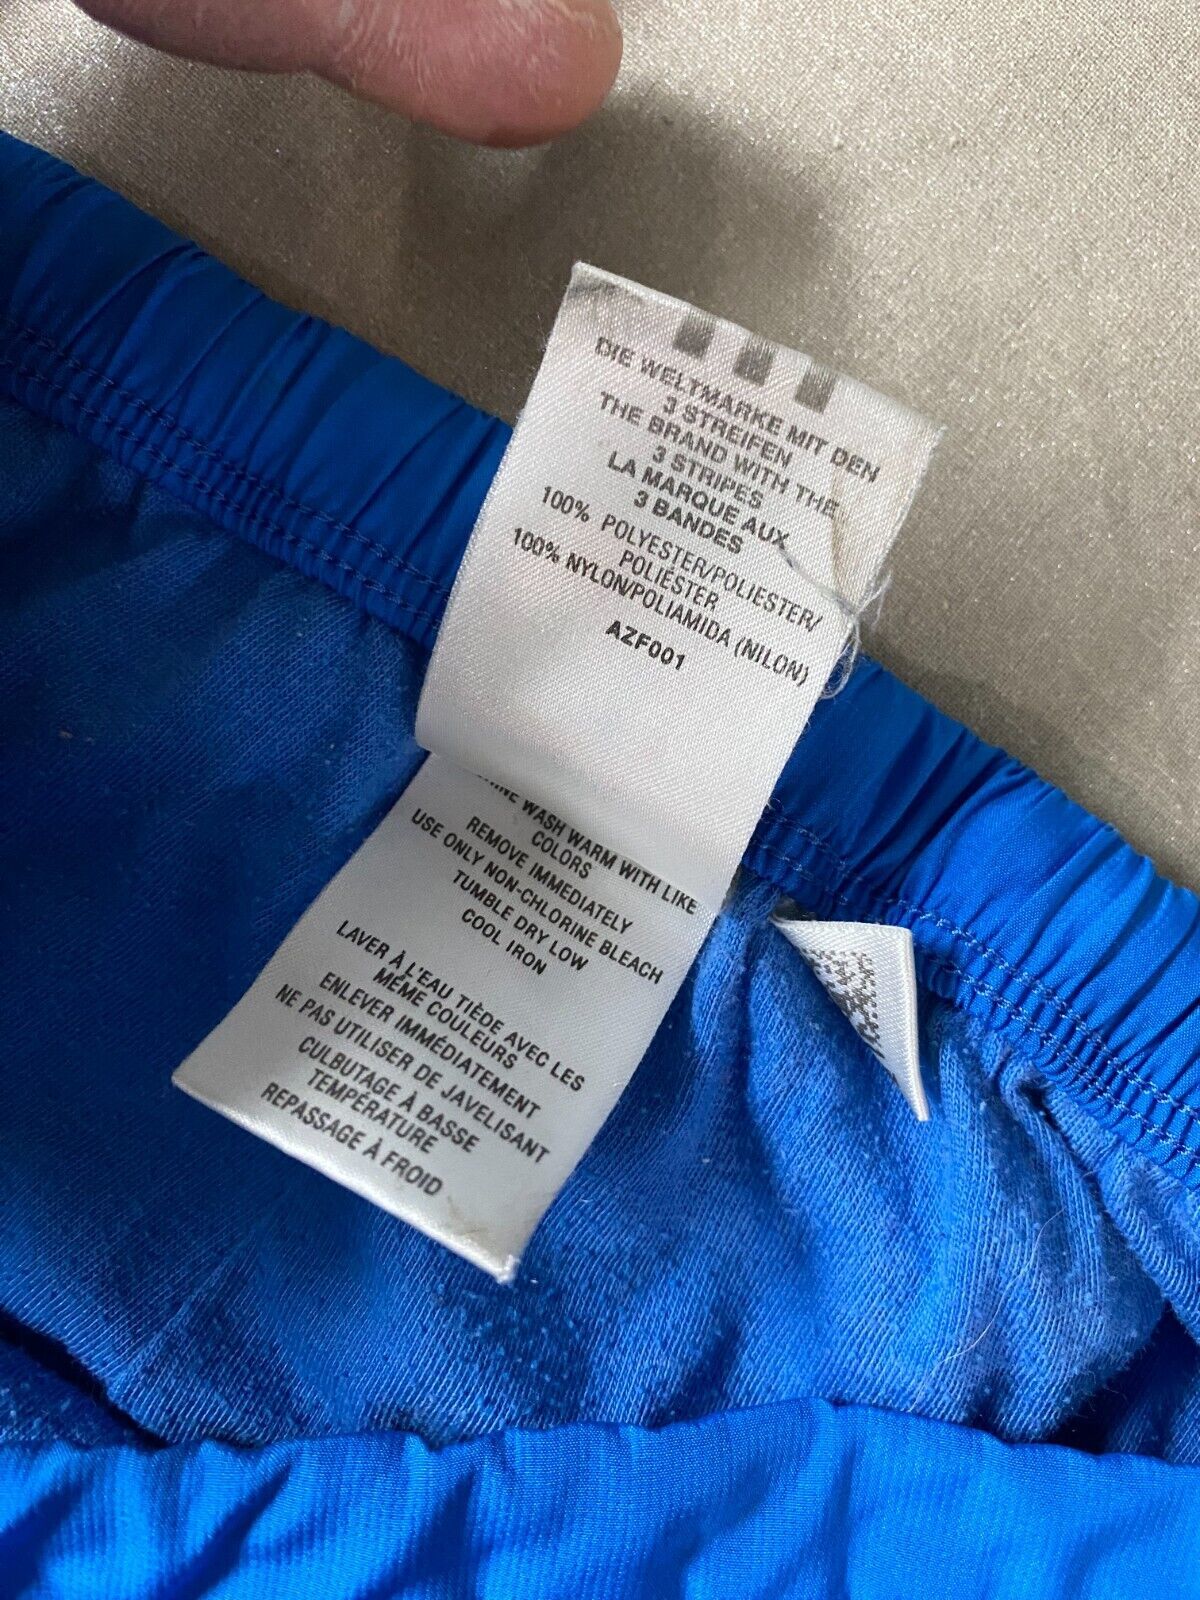 DIE WELTMARKE MIT DEN
3 STREIFEN
THE BRAND WITH THE
3 STRIPES
LA MARQUE AUX
3 BANDES
100% POLYESTER/POLIESTER/
POLIÉSTER
100% NYLON/POLIAMIDA (NILON)
AZF001
WASH WARM WITH LIKE
COLORS
REMOVE IMMEDIATELY
USE ONLY NON-CHLORINE BLEACH
TUMBLE DRY LOW
COOL IRON
LAVER À L'EAU TIÈDE AVEC LES
MÊME COULEURS
ENLEVER IMMÉDIATEMENT
NE PAS UTILISER DE JAVELISANT
CULBUTAGE À BASSE
TEMPÉRATURE
REPASSAGE À FROID